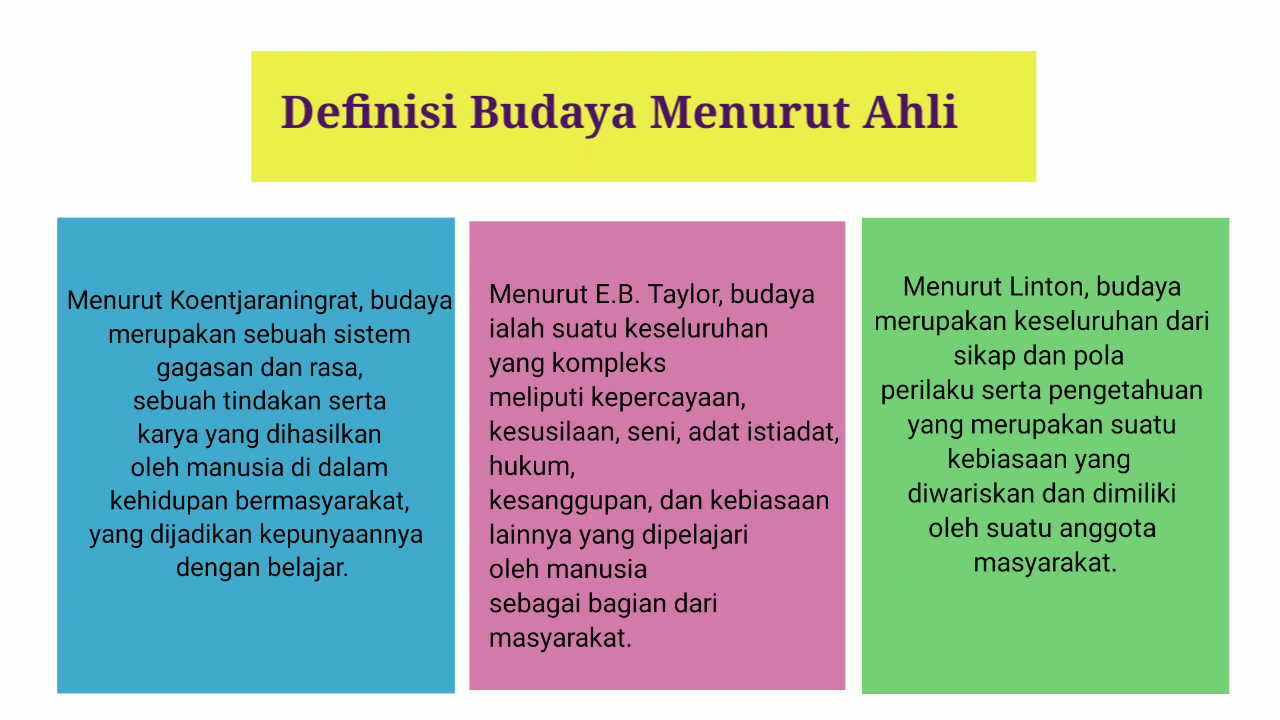 Definisi Budaya Menurut Ahli
Menurut Koentjaraningrat, budaya
merupakan sebuah sistem
gagasan dan rasa,
sebuah tindakan serta
karya yang dihasilkan
oleh manusia di dalam
kehidupan bermasyarakat,
yang dijadikan kepunyaannya
dengan belajar.
Menurut E.B. Taylor, budaya
ialah suatu keseluruhan
yang kompleks
meliputi kepercayaan,
kesusilaan, seni, adat istiadat,
hukum,
kesanggupan, dan kebiasaan
lainnya yang dipelajari
oleh manusia
sebagai bagian dari
masyarakat.
Menurut Linton, budaya
merupakan keseluruhan dari
sikap dan pola
perilaku serta pengetahuan
yang merupakan suatu
kebiasaan yang
diwariskan dan dimiliki
oleh suatu anggota
masyarakat.